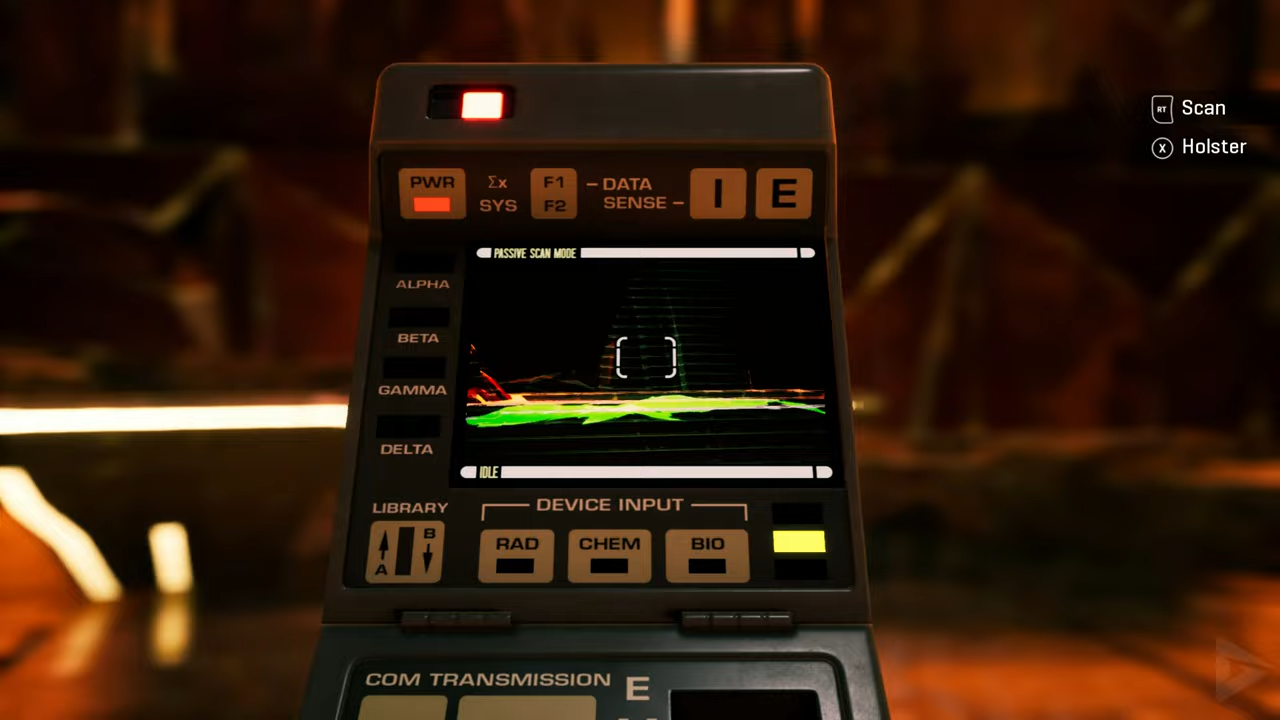 RT Scan
X Holster
PWR
Σx
SYS
F1
F2
– DATA
SENSE –
I
E
PASSIVE SCAN MODE
ALPHA
BETA
GAMMA
DELTA
IDLE
LIBRARY
B
A
DEVICE INPUT
RAD
CHEM
BIO
COM TRANSMISSION
E